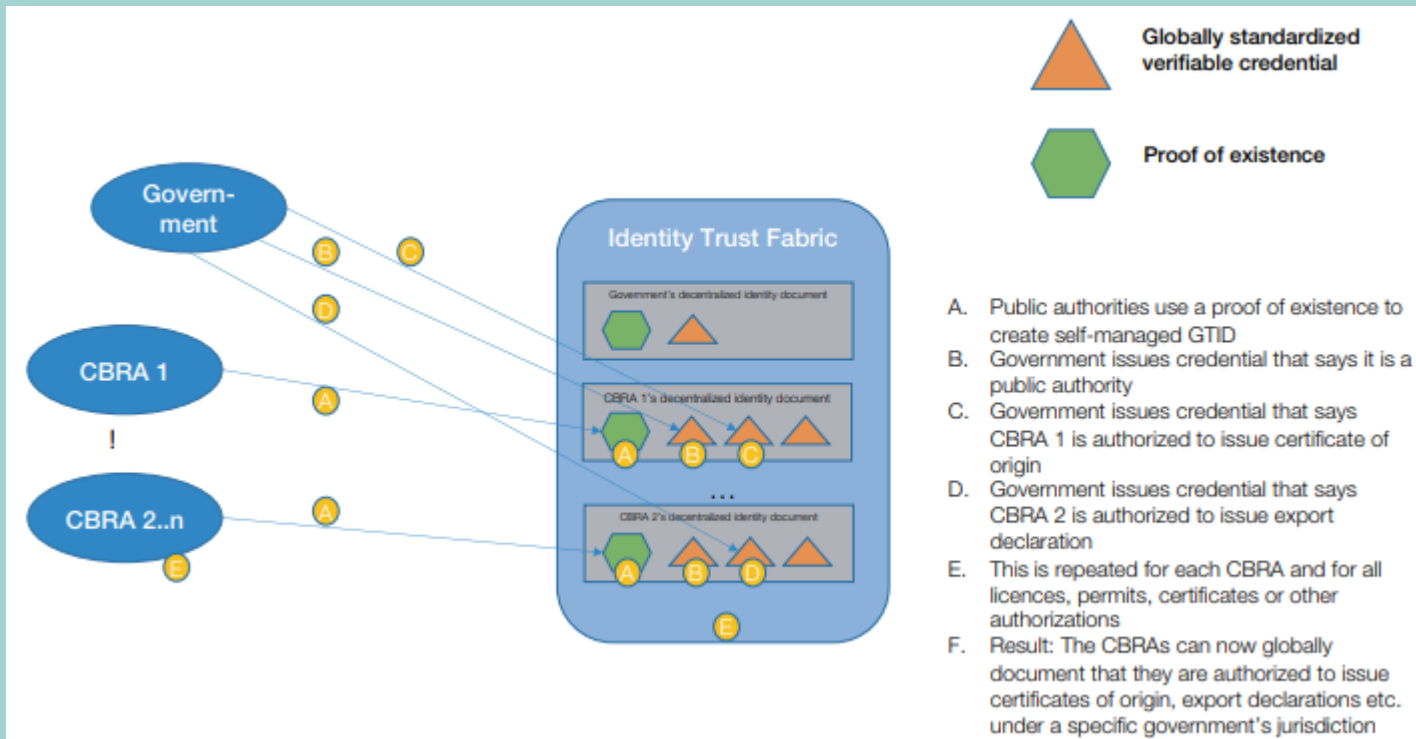 Globally standardized
verifiable credential
Proof of existence
Govern-
ment
B
C
D
CBRA 1
A
!
CBRA 2..n
A
E
Identity Trust Fabric
Government's decentralized identity document
CBRA 1's decentralized identity document
A
B
C
...
CBRA 2's decentralized identity document
A
B
D
E
A. Public authorities use a proof of existence to
create self-managed GTID
B. Government issues credential that says it is a
public authority
C. Government issues credential that says
CBRA 1 is authorized to issue certificate of
origin
D. Government issues credential that says
CBRA 2 is authorized to issue export
declaration
E. This is repeated for each CBRA and for all
licences, permits, certificates or other
authorizations
F. Result: The CBRAs can now globally
document that they are authorized to issue
certificates of origin, export declarations etc.
under a specific government's jurisdiction